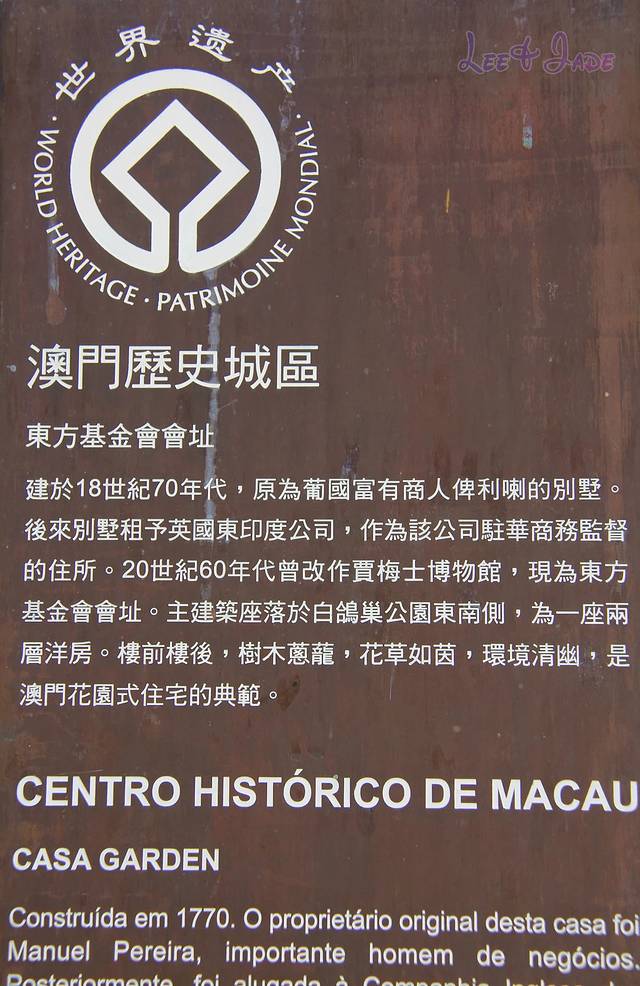 Lee & Jade
世界遗产
· WORLD HERITAGE · PATRIMOINE MONDIAL ·
澳門歷史城區
東方基金會會址
建於18世紀70年代，原為葡國富有商人俾利喇的別墅。
後來別墅租予英國東印度公司，作為該公司駐華商務監督
的住所。20世紀60年代曾改作賈梅士博物館，現為東方
基金會會址。主建築座落於白鴿巢公園東南側，為一座兩
層洋房。樓前樓後，樹木蔥蘢，花草如茵，環境清幽，是
澳門花園式住宅的典範。
CENTRO HISTÓRICO DE MACAU
CASA GARDEN
Construída em 1770. O proprietário original desta casa foi
Manuel Pereira, importante homem de negócios.
Posteriormente, foi alugada à Companhia Inglesa